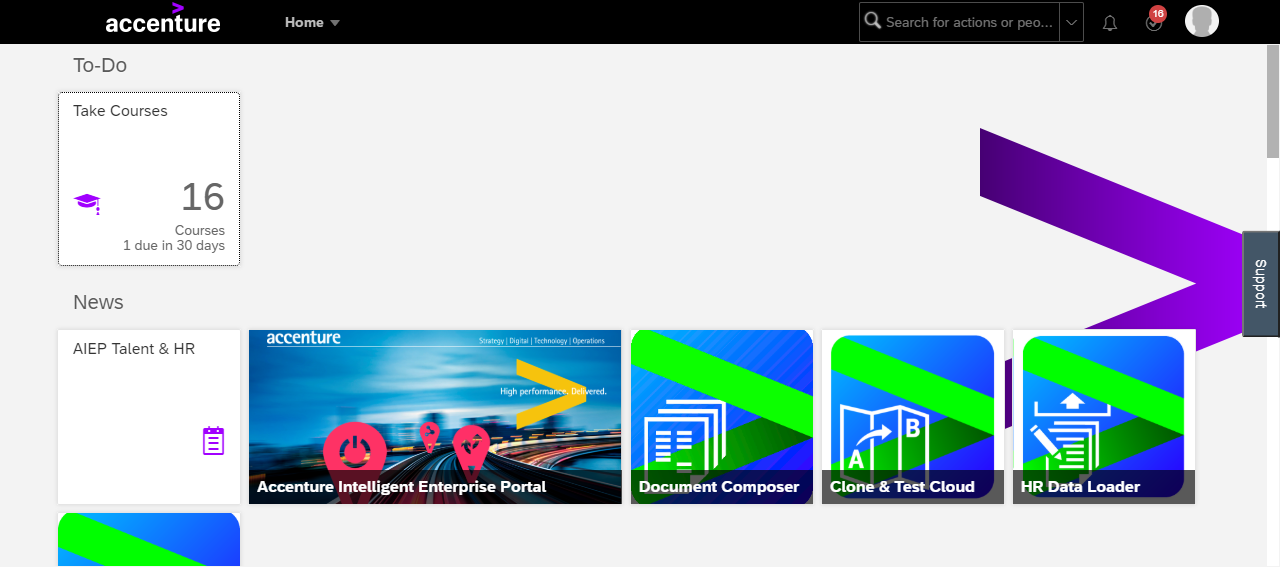 accenture
Home
Search for actions or peo...
16
To-Do
Take Courses
16
Courses
1 due in 30 days
Support
News
AIEP Talent & HR
accenture
Strategy | Digital | Technology | Operations
High performance. Delivered.
Accenture Intelligent Enterprise Portal
Document Composer
A
B
Clone & Test Cloud
HR Data Loader